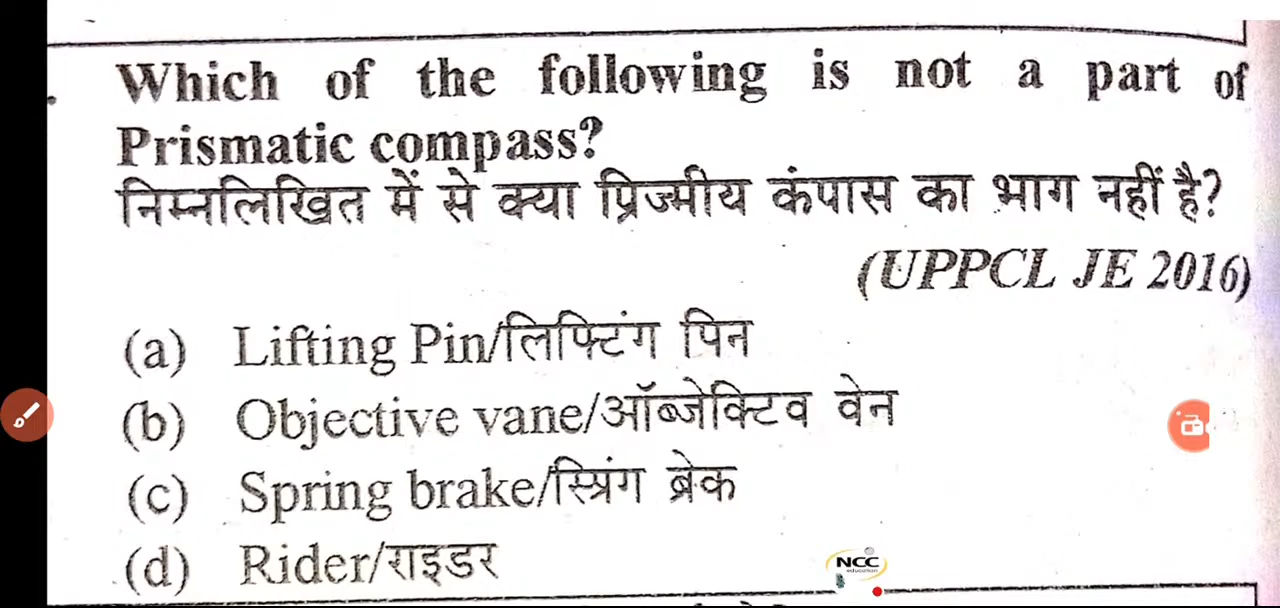 Which of the following is not a part of
Prismatic compass?
निम्नलिखित में से क्या प्रिज्मीय कंपास का भाग नहीं है?
(UPPCL JE 2016)
(a) Lifting Pin/लिफ्टिंग पिन
(b) Objective vane/ऑब्जेक्टिव वेन
(c) Spring brake/स्प्रिंग ब्रेक
(d) Rider/राइडर
NCC
education